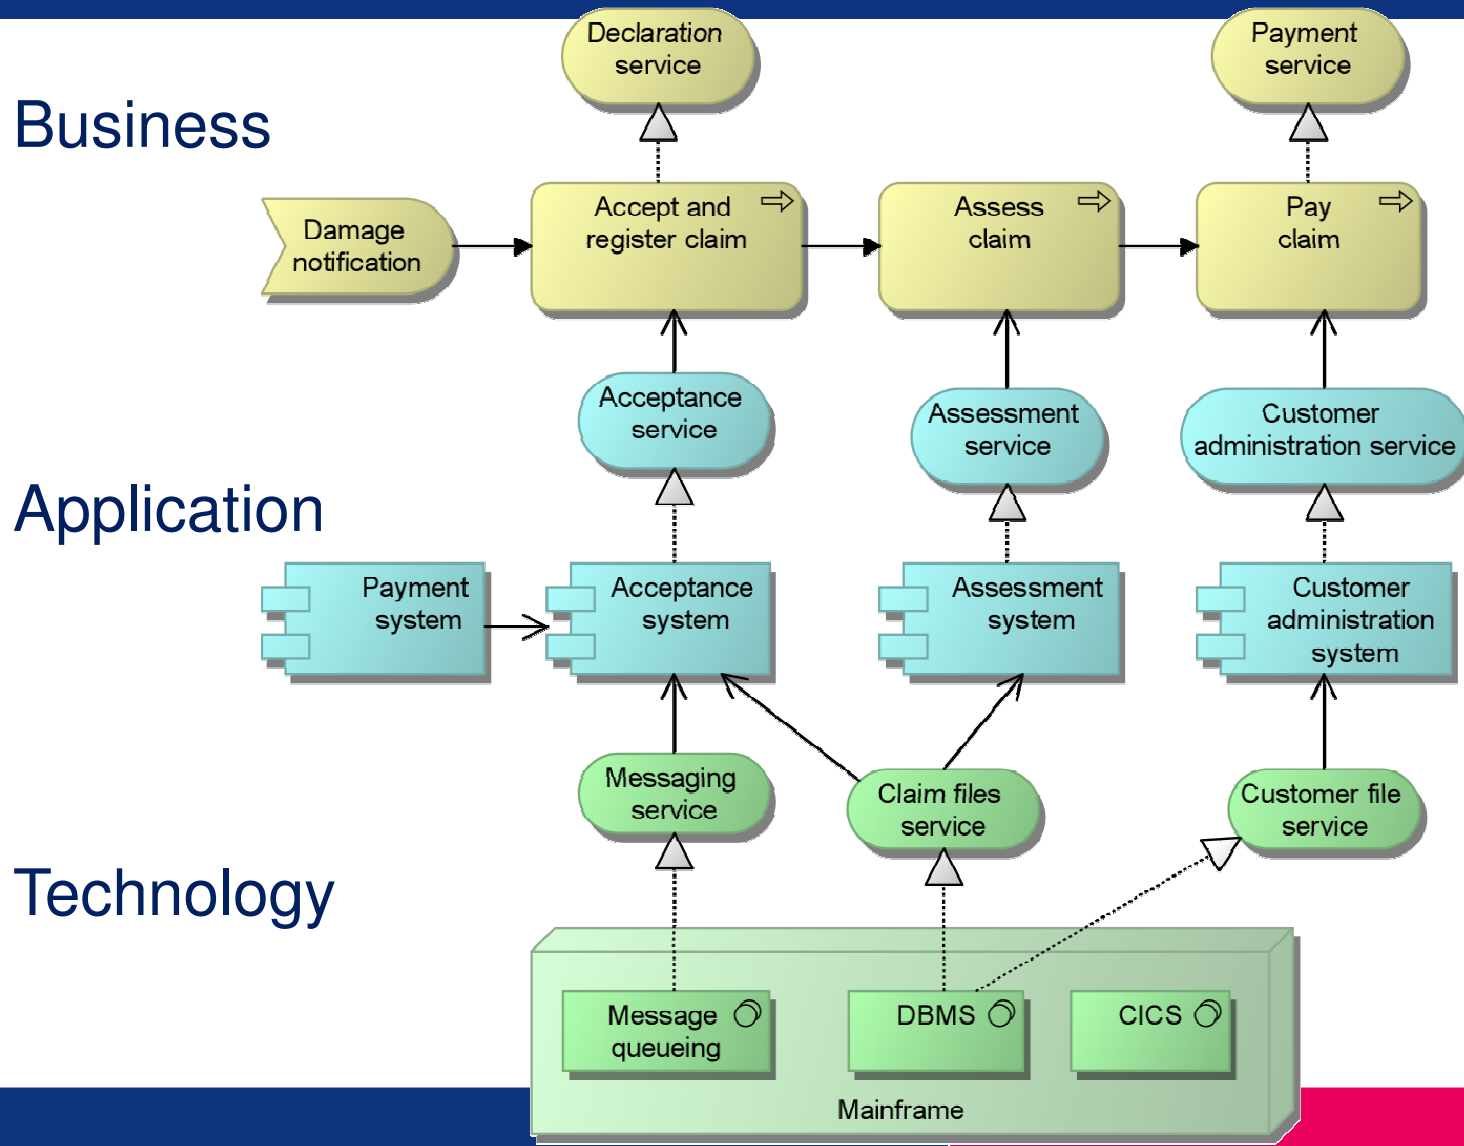 Declaration
service
Payment
service
Business
Damage
notification
Accept and
register claim
Assess
claim
Pay
claim
Acceptance
service
Assessment
service
Customer
administration service
Application
Payment
system
Acceptance
system
Assessment
system
Customer
administration
system
Messaging
service
Claim files
service
Customer file
service
Technology
Message
queueing
DBMS
CICS
Mainframe